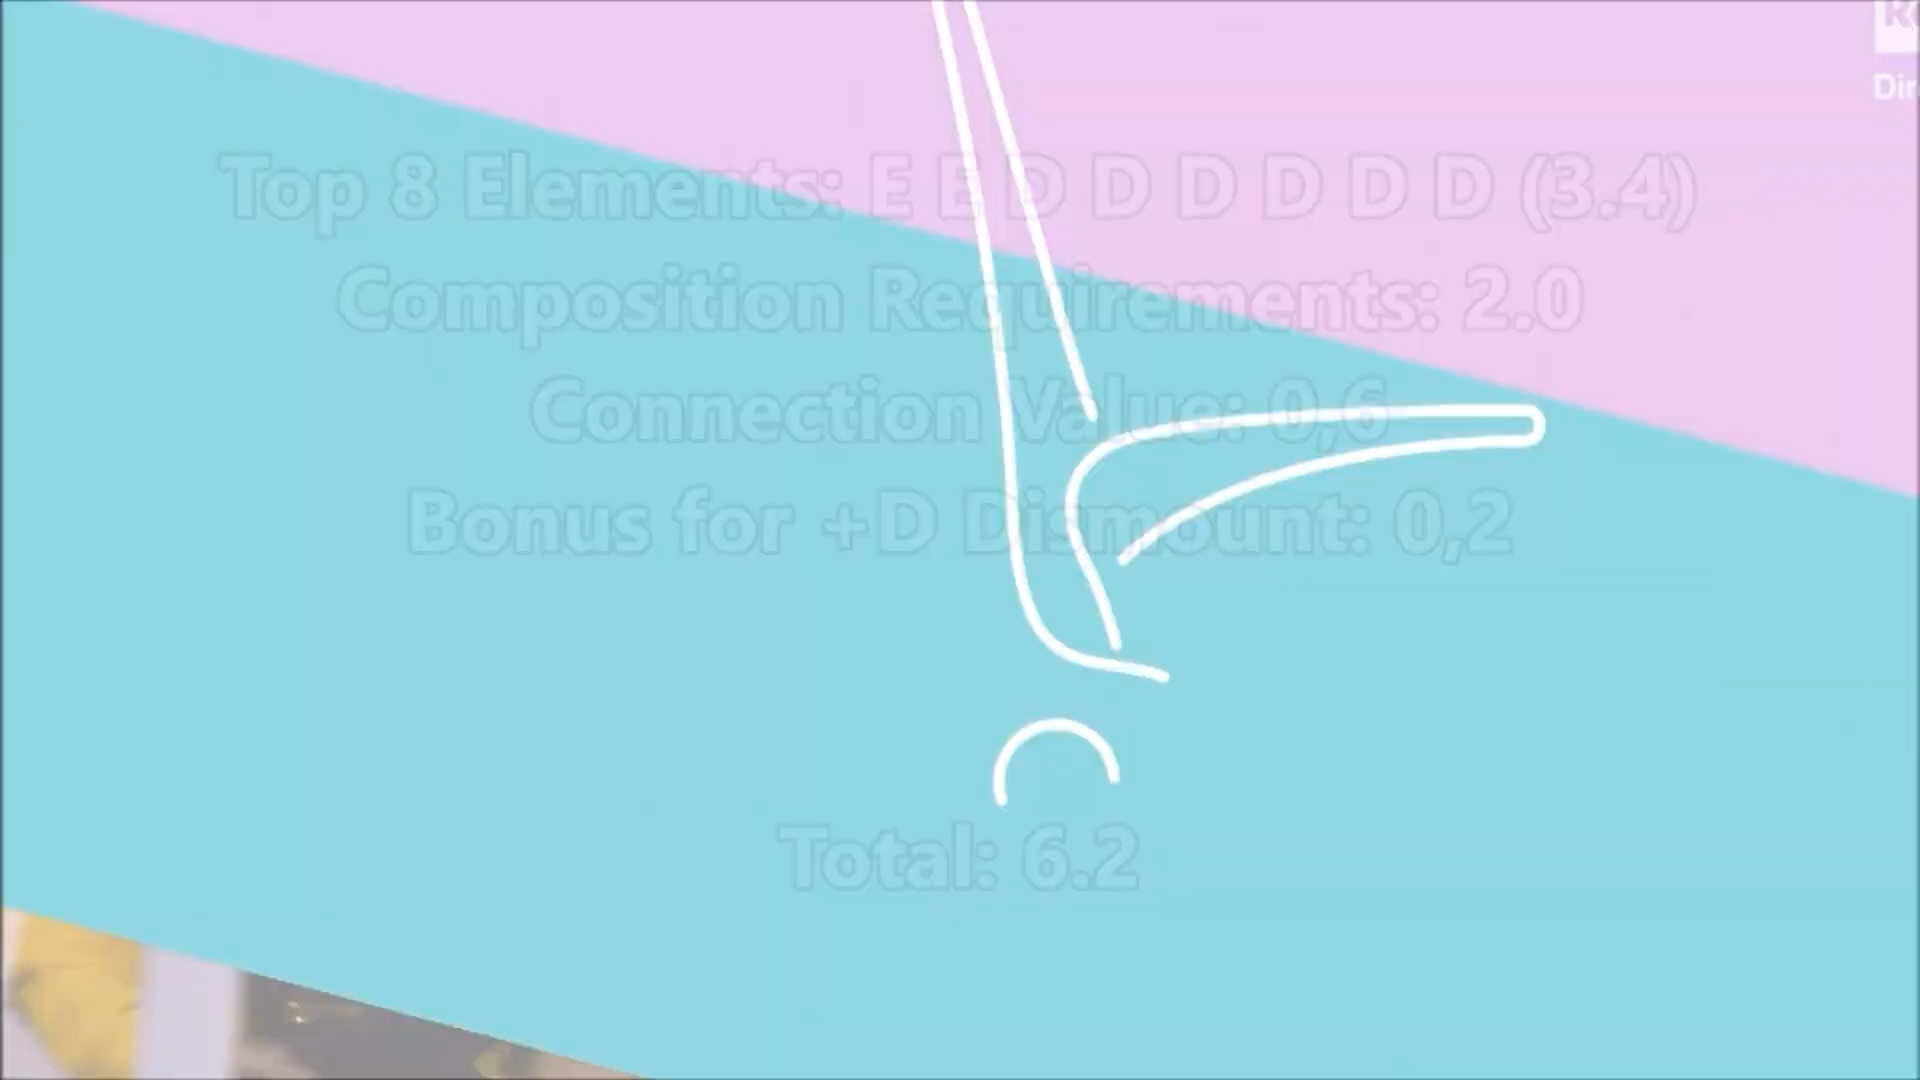 Top 8 Elements: E E D D D D D D (3.4)
Composition Requirements: 2.0
Connection Value: 0,6
Bonus for +D Dismount: 0,2
Total: 6.2